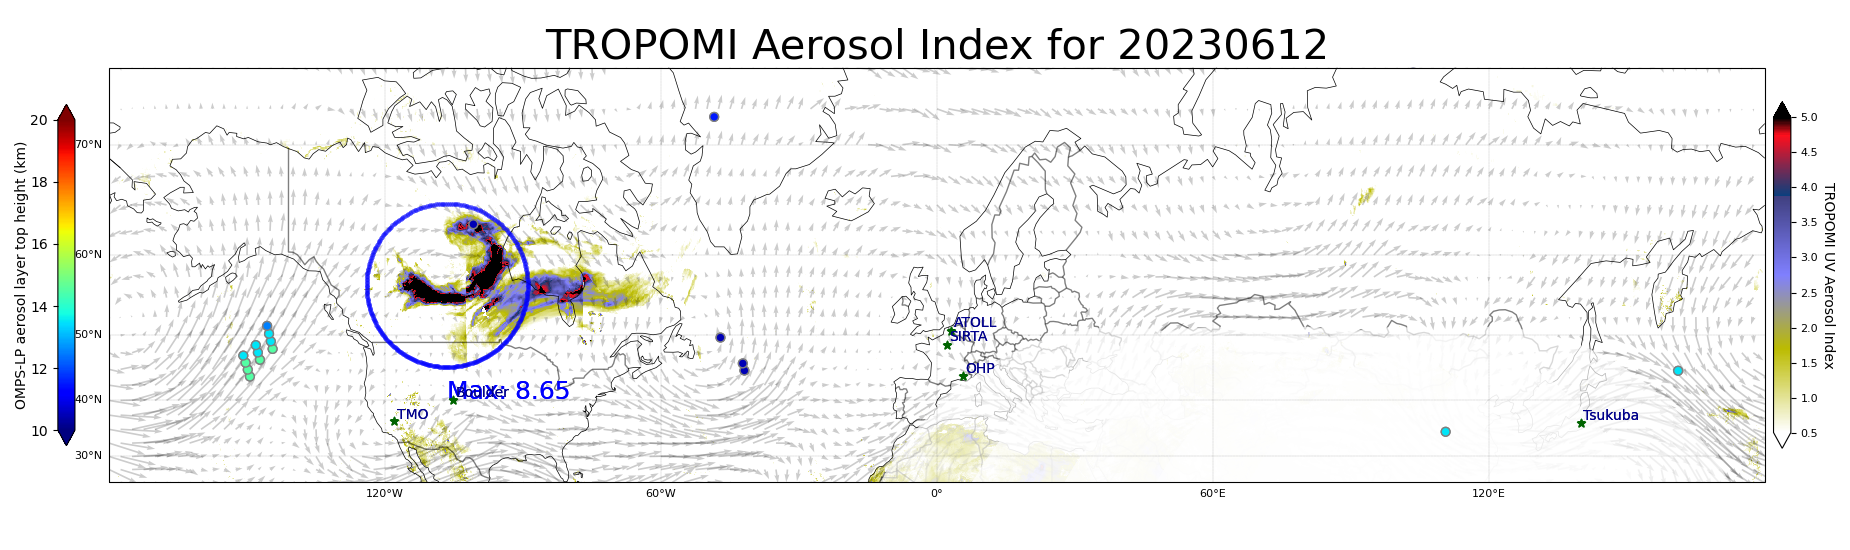 TROPOMI Aerosol Index for 20230612
OMPS-LP aerosol layer top height (km)
20
18
16
14
12
10
70°N
60°N
50°N
40°N
30°N
120°W
60°W
0°
60°E
120°E
ATOLL
SIRTA
OHP
Max: 8.65
Boulder
TMO
Tsukuba
5.0
4.5
4.0
3.5
3.0
2.5
2.0
1.5
1.0
0.5
TROPOMI UV Aerosol Index